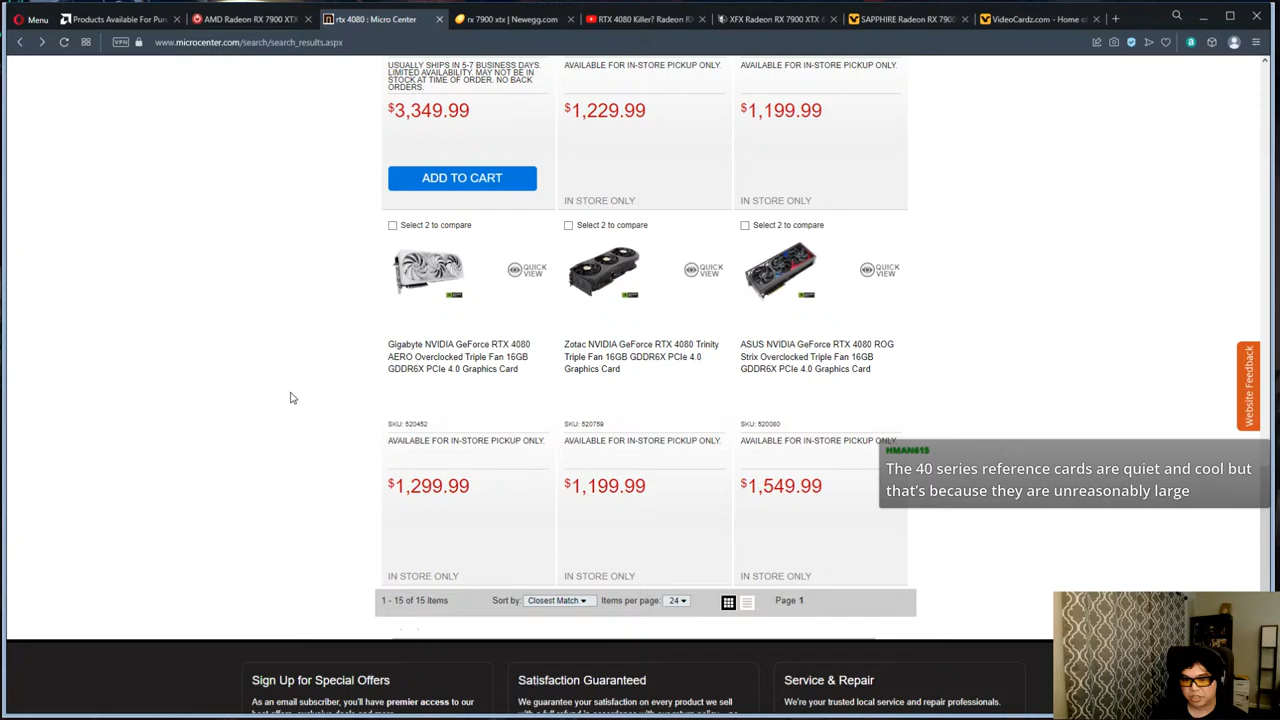 Menu
Products Available For Pur
AMD Radeon RX 7900 XTX
rtx 4080 : Micro Center
rx 7900 xtx | Newegg.com
RTX 4080 Killer? Radeon R
XFX Radeon RX 7900 XTX
SAPPHIRE Radeon RX 790
VideoCardz.com - Home o
VPN
www.microcenter.com/search/search_results.aspx
USUALLY SHIPS IN 5-7 BUSINESS DAYS.
LIMITED AVAILABILITY. MAY NOT BE IN
STOCK AT TIME OF ORDER. NO BACK
ORDERS.
AVAILABLE FOR IN-STORE PICKUP ONLY.
AVAILABLE FOR IN-STORE PICKUP ONLY.
$3,349.99
$1,229.99
$1,199.99
ADD TO CART
IN STORE ONLY
IN STORE ONLY
Select 2 to compare
Select 2 to compare
Select 2 to compare
QUICK VIEW
QUICK VIEW
QUICK VIEW
Gigabyte NVIDIA GeForce RTX 4080
AERO Overclocked Triple Fan 16GB
GDDR6X PCIe 4.0 Graphics Card
Zotac NVIDIA GeForce RTX 4080 Trinity
Triple Fan 16GB GDDR6X PCIe 4.0
Graphics Card
ASUS NVIDIA GeForce RTX 4080 ROG
Strix Overclocked Triple Fan 16GB
GDDR6X PCIe 4.0 Graphics Card
SKU: 520452
SKU: 520759
SKU: 520080
AVAILABLE FOR IN-STORE PICKUP ONLY.
AVAILABLE FOR IN-STORE PICKUP ONLY.
AVAILABLE FOR IN-STORE PICKUP ONLY.
$1,299.99
$1,199.99
$1,549.99
IN STORE ONLY
IN STORE ONLY
IN STORE ONLY
Website Feedback
HMAN615
The 40 series reference cards are quiet and cool but
that's because they are unreasonably large
1 - 15 of 15 items
Sort by: Closest Match
Items per page: 24
Page 1
Sign Up for Special Offers
As an email subscriber, you'll have premier access to our
Satisfaction Guaranteed
We guarantee your satisfaction on every product we sell
Service & Repair
We're your trusted local service and repair professionals.